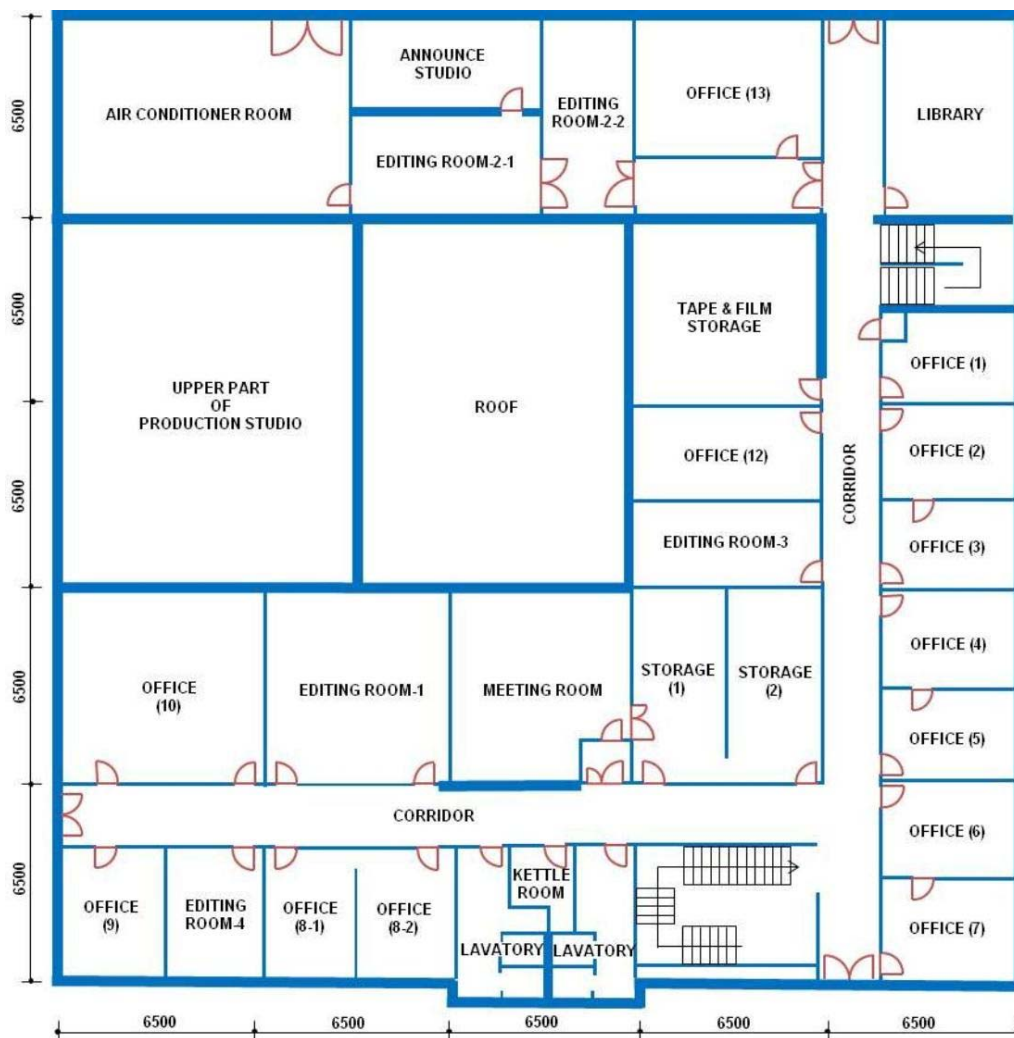 ANNOUNCE
STUDIO
AIR CONDITIONER ROOM
EDITING
ROOM-2-2
OFFICE (13)
LIBRARY
EDITING ROOM-2-1
6500
6500
TAPE & FILM
STORAGE
OFFICE (1)
UPPER PART
OF
PRODUCTION STUDIO
ROOF
OFFICE (12)
OFFICE (2)
CORRIDOR
6500
EDITING ROOM-3
OFFICE (3)
OFFICE (4)
OFFICE
(10)
EDITING ROOM-1
MEETING ROOM
STORAGE
(1)
STORAGE
(2)
6500
OFFICE (5)
CORRIDOR
OFFICE (6)
6500
KETTLE
ROOM
OFFICE
(9)
EDITING
ROOM-4
OFFICE
(8-1)
OFFICE
(8-2)
OFFICE (7)
LAVATORY
LAVATORY
6500
6500
6500
6500
6500